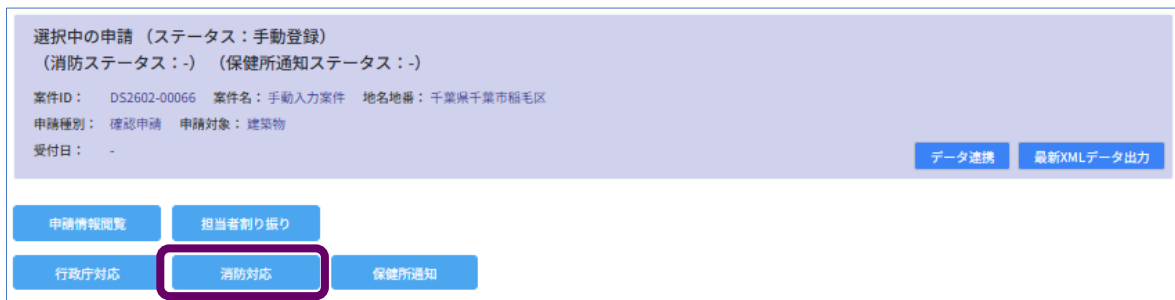 選択中の申請 （ステータス：手動登録）
（消防ステータス：-） （保健所通知ステータス：-）
案件ID： DS2602-00066 案件名：手動入力案件 地名地番：千葉県千葉市稲毛区
申請種別： 確認申請 申請対象：建築物
受付日： -
データ連携 最新XMLデータ出力
申請情報閲覧 担当者割り振り
行政庁対応 消防対応 保健所通知